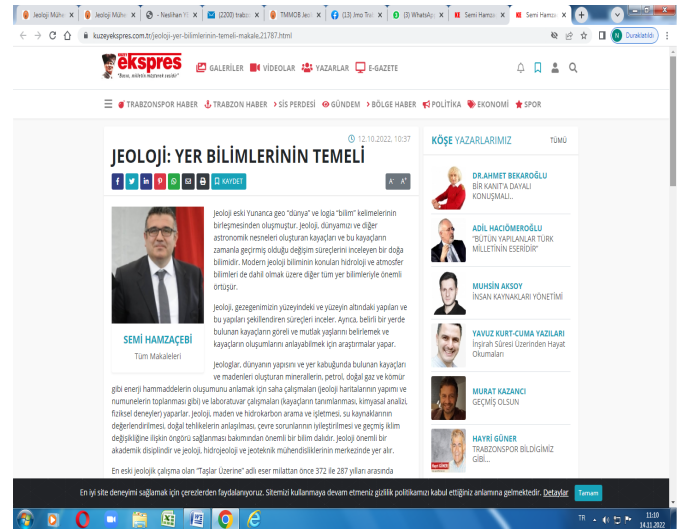 Jeoloji Mühe
Jeoloji Mühe
- Neslihan Yı
(2200) trabzo
TMMOB Jeol
(13) Jmo Tra
(3) WhatsAp
Semi Hamza
Semi Hamza
kuzeyekspres.com.tr/jeoloji-yer-bilimlerinin-temeli-makale,21787.html
Duraklatıldı
N
ekspres
GALERİLER VİDEOLAR YAZARLAR E-GAZETE
TRABZONSPOR HABER TRABZON HABER SİS PERDESİ GÜNDEM BÖLGE HABER POLİTİKA EKONOMİ SPOR
12.10.2022, 10:37
JEOLOJİ: YER BİLİMLERİNİN TEMELİ
KAYDET
A- A+
Jeoloji eski Yunanca geo "dünya" ve logia "bilim" kelimelerinin
birleşmesinden oluşmuştur. Jeoloji, dünyamızı ve diğer
astronomik nesneleri oluşturan kayaçları ve bu kayaçların
zamanla geçirmiş olduğu değişim süreçlerini inceleyen bir doğa
bilimidir. Modern jeoloji biliminin konuları hidroloji ve atmosfer
bilimleri de dahil olmak üzere diğer tüm yer bilimleriyle önemli
örtüşür.
Jeoloji, gezegenimizin yüzeyindeki ve yüzeyin altındaki yapıları ve
bu yapıları şekillendiren süreçleri inceler. Ayrıca, belirli bir yerde
bulunan kayaçların göreli ve mutlak yaşlarını belirlemek ve
kayaçların oluşumlarını anlayabilmek için araştırmalar yapar.
SEMİ HAMZAÇEBİ
Tüm Makaleleri
Jeologlar, dünyanın yapısını ve yer kabuğunda bulunan kayaçları
ve madenleri oluşturan minerallerin, petrol, doğal gaz ve kömür
gibi enerji hammaddelerin oluşumunu anlamak için saha çalışmaları (jeoloji haritalarının yapımı ve
numunelerin toplanması gibi) ve laboratuvar çalışmaları (kayaçların tanımlanması, kimyasal analizi,
fiziksel deneyler) yaparlar. Jeoloji, maden ve hidrokarbon arama ve işletmesi, su kaynaklarının
değerlendirilmesi, doğal tehlikelerin anlaşılması, çevre sorunlarının iyileştirilmesi ve geçmiş iklim
değişikliğine ilişkin öngörü sağlanması bakımından önemli bir bilim dalıdır. Jeoloji önemli bir
akademik disiplindir ve jeoloji, hidrojeoloji ve jeoteknik mühendisliklerin merkezinde yer alır.
En eski jeolojik çalışma olan "Taşlar Üzerine" adlı eser milattan önce 372 ile 287 yılları arasında
KÖŞE YAZARLARIMIZ TÜMÜ
DR.AHMET BEKAROĞLU
BİR KANIT'A DAYALI
KONUŞMALI..
ADİL HACIÖMEROĞLU
"BÜTÜN YAPILANLAR TÜRK
MİLLETİNİN ESERİDİR"
MUHSİN AKSOY
İNSAN KAYNAKLARI YÖNETİMİ
YAVUZ KURT-CUMA YAZILARI
İnşirah Süresi Üzerinden Hayat
Okumaları
MURAT KAZANCI
GEÇMİŞ OLSUN
HAYRİ GÜNER
TRABZONSPOR BİLDİĞİMİZ
GİBİ...
En iyi site deneyimi sağlamak için çerezlerden faydalanıyoruz. Sitemizi kullanmaya devam etmeniz gizlilik politikamızı kabul ettiğiniz anlamına gelmektedir. Detaylar Tamam
TR
11:10
14.11.2022